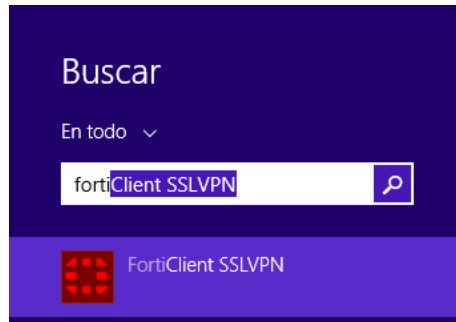 Buscar
En todo
fortiClient SSLVPN
FortiClient SSLVPN